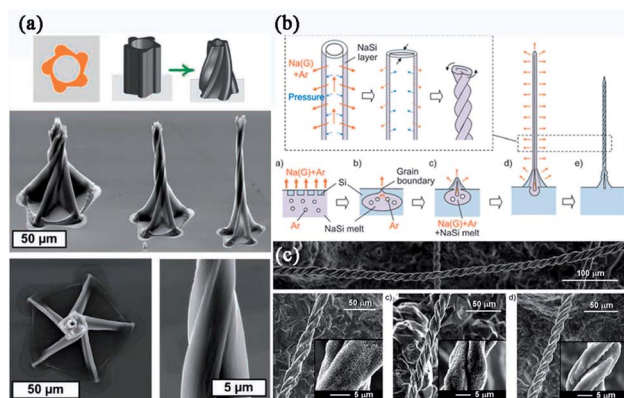 (a)
50 μm
50 μm
5 μm
(b)
NaSi
layer
Na(G)
+Ar
Pressure
a)
b)
c)
d)
e)
Na(G)+Ar
Si
Grain
boundary
Ar
NaSi melt
Ar
Na(G)+Ar
+NaSi melt
(c)
100 μm
50 μm
5 μm
c)
50 μm
5 μm
d)
50 μm
5 μm